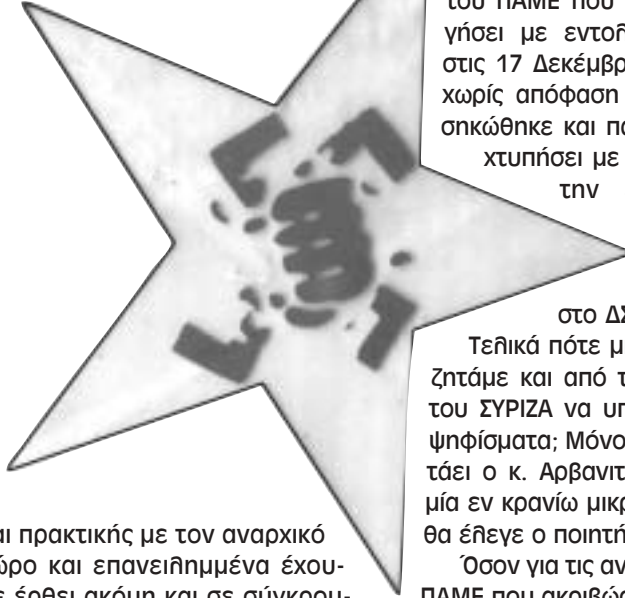 του ΠΑΜΕ που
γήσει με εντολ
στις 17 Δεκέμβρ
χωρίς απόφαση
σηκώθηκε και πα
χτυπήσει με
την
στο ΔΣ
Τελικά πότε μ
ζητάμε και από τ
του ΣΥΡΙΖΑ να υπ
ψηφίσματα; Μόνο
τάει ο κ. Αρβανιτ
μία εν κρανίω μικρ
θα έλεγε ο ποιητή
Όσον για τις αν
ΠΑΜΕ που ακριβώς
αι πρακτικής με τον αναρχικό
ώρο και επανειλημμένα έχου-
ε έρθει ακόμη και σε σύγκρου-